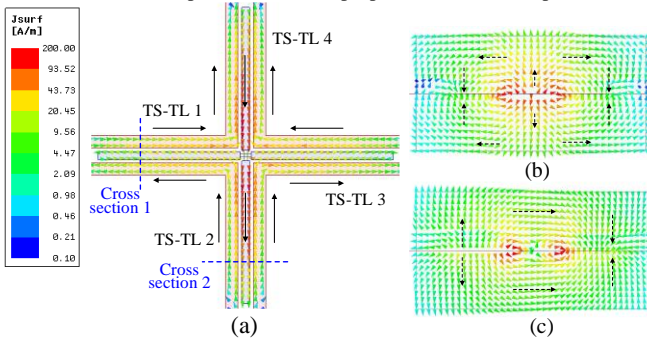 Jsurf
[A/m]
200.00
93.52
43.73
20.45
9.56
4.47
2.09
0.98
0.46
0.21
0.10
TS-TL 4
TS-TL 1
Cross
section 1
TS-TL 3
TS-TL 2
Cross
section 2
(a)
(b)
(c)